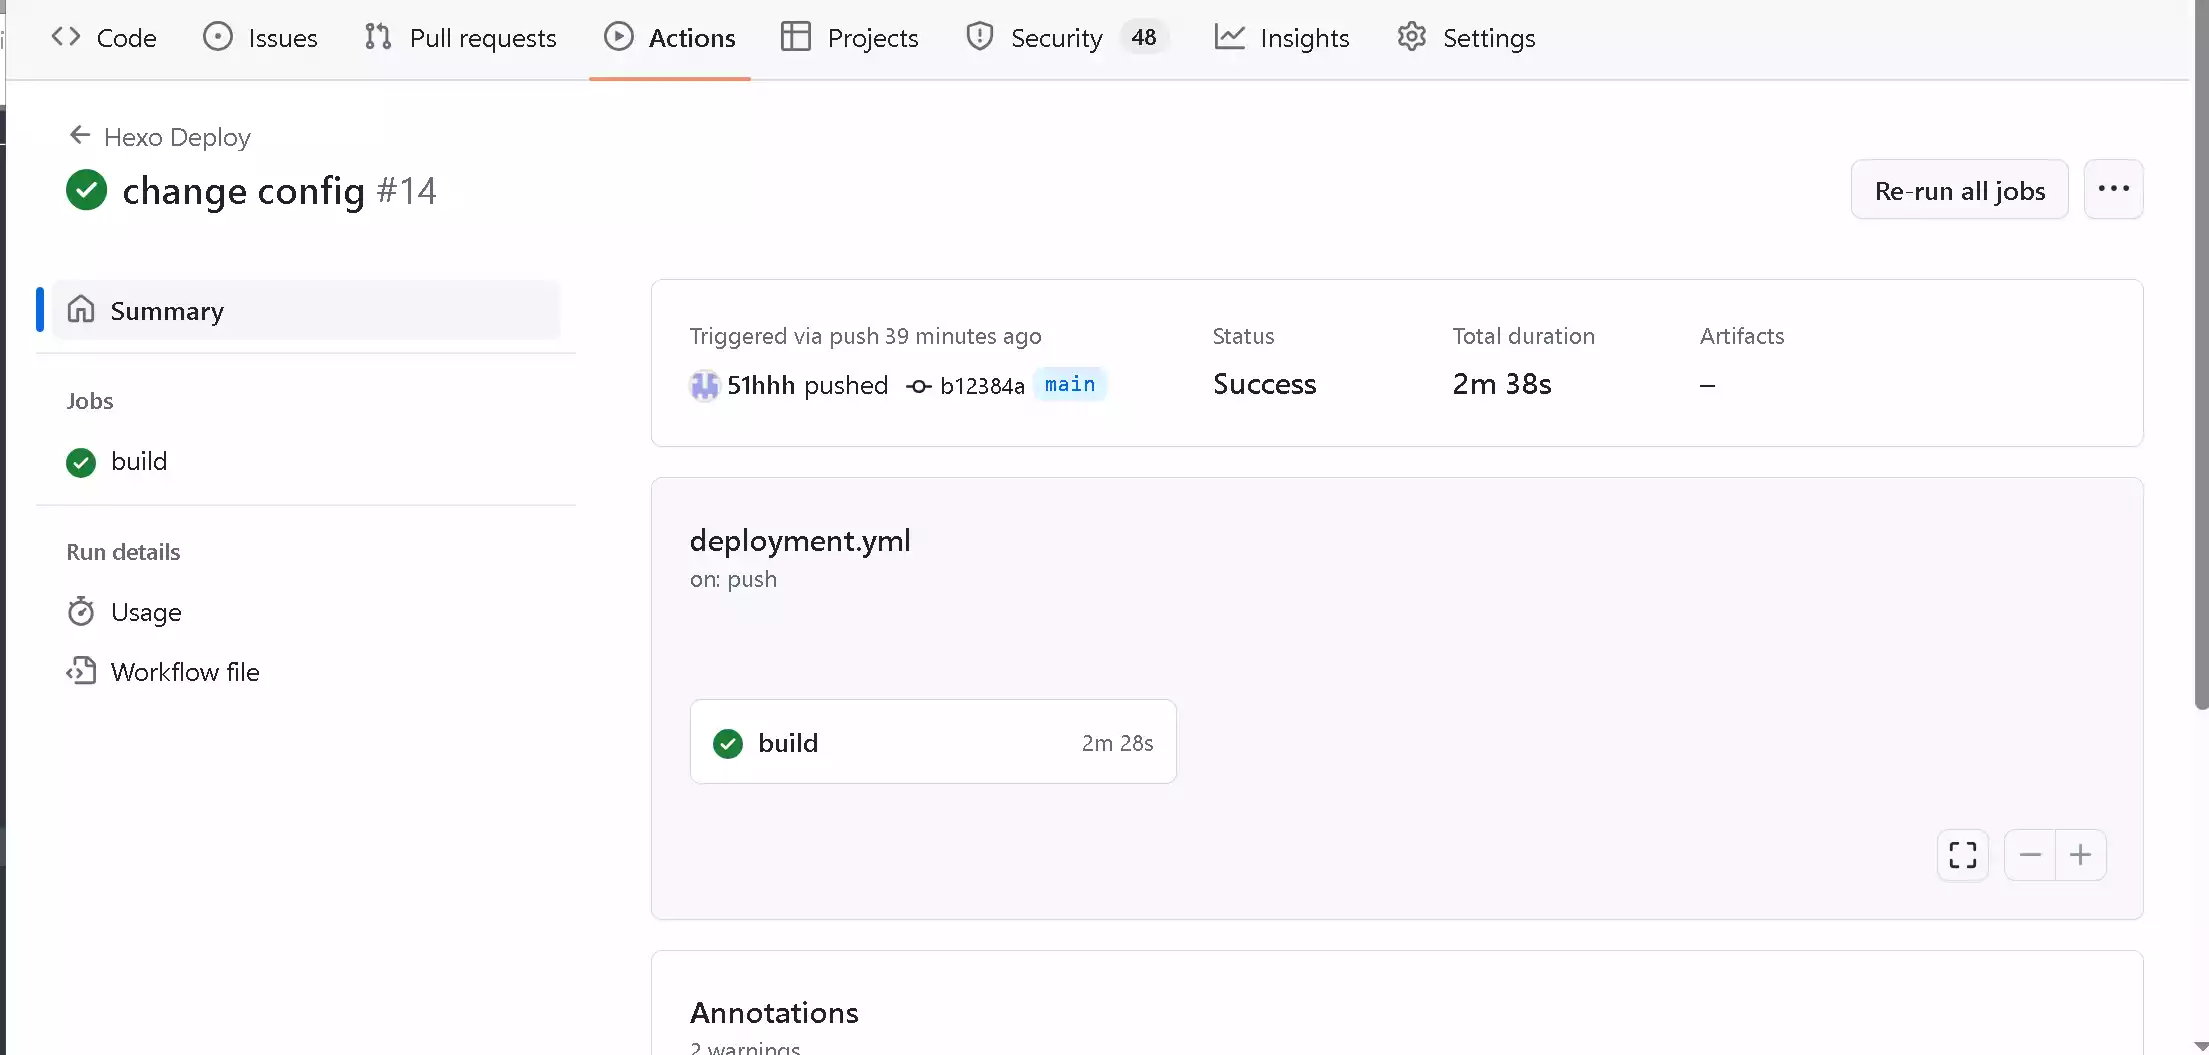 Code Issues Pull requests Actions Projects Security 48 Insights Settings
Hexo Deploy
change config #14
Re-run all jobs
Summary
Jobs
build
Run details
Usage
Workflow file
Triggered via push 39 minutes ago
51hhh pushed b12384a main
Status
Success
Total duration
2m 38s
Artifacts
–
deployment.yml
on: push
build 2m 28s
Annotations
2 warnings